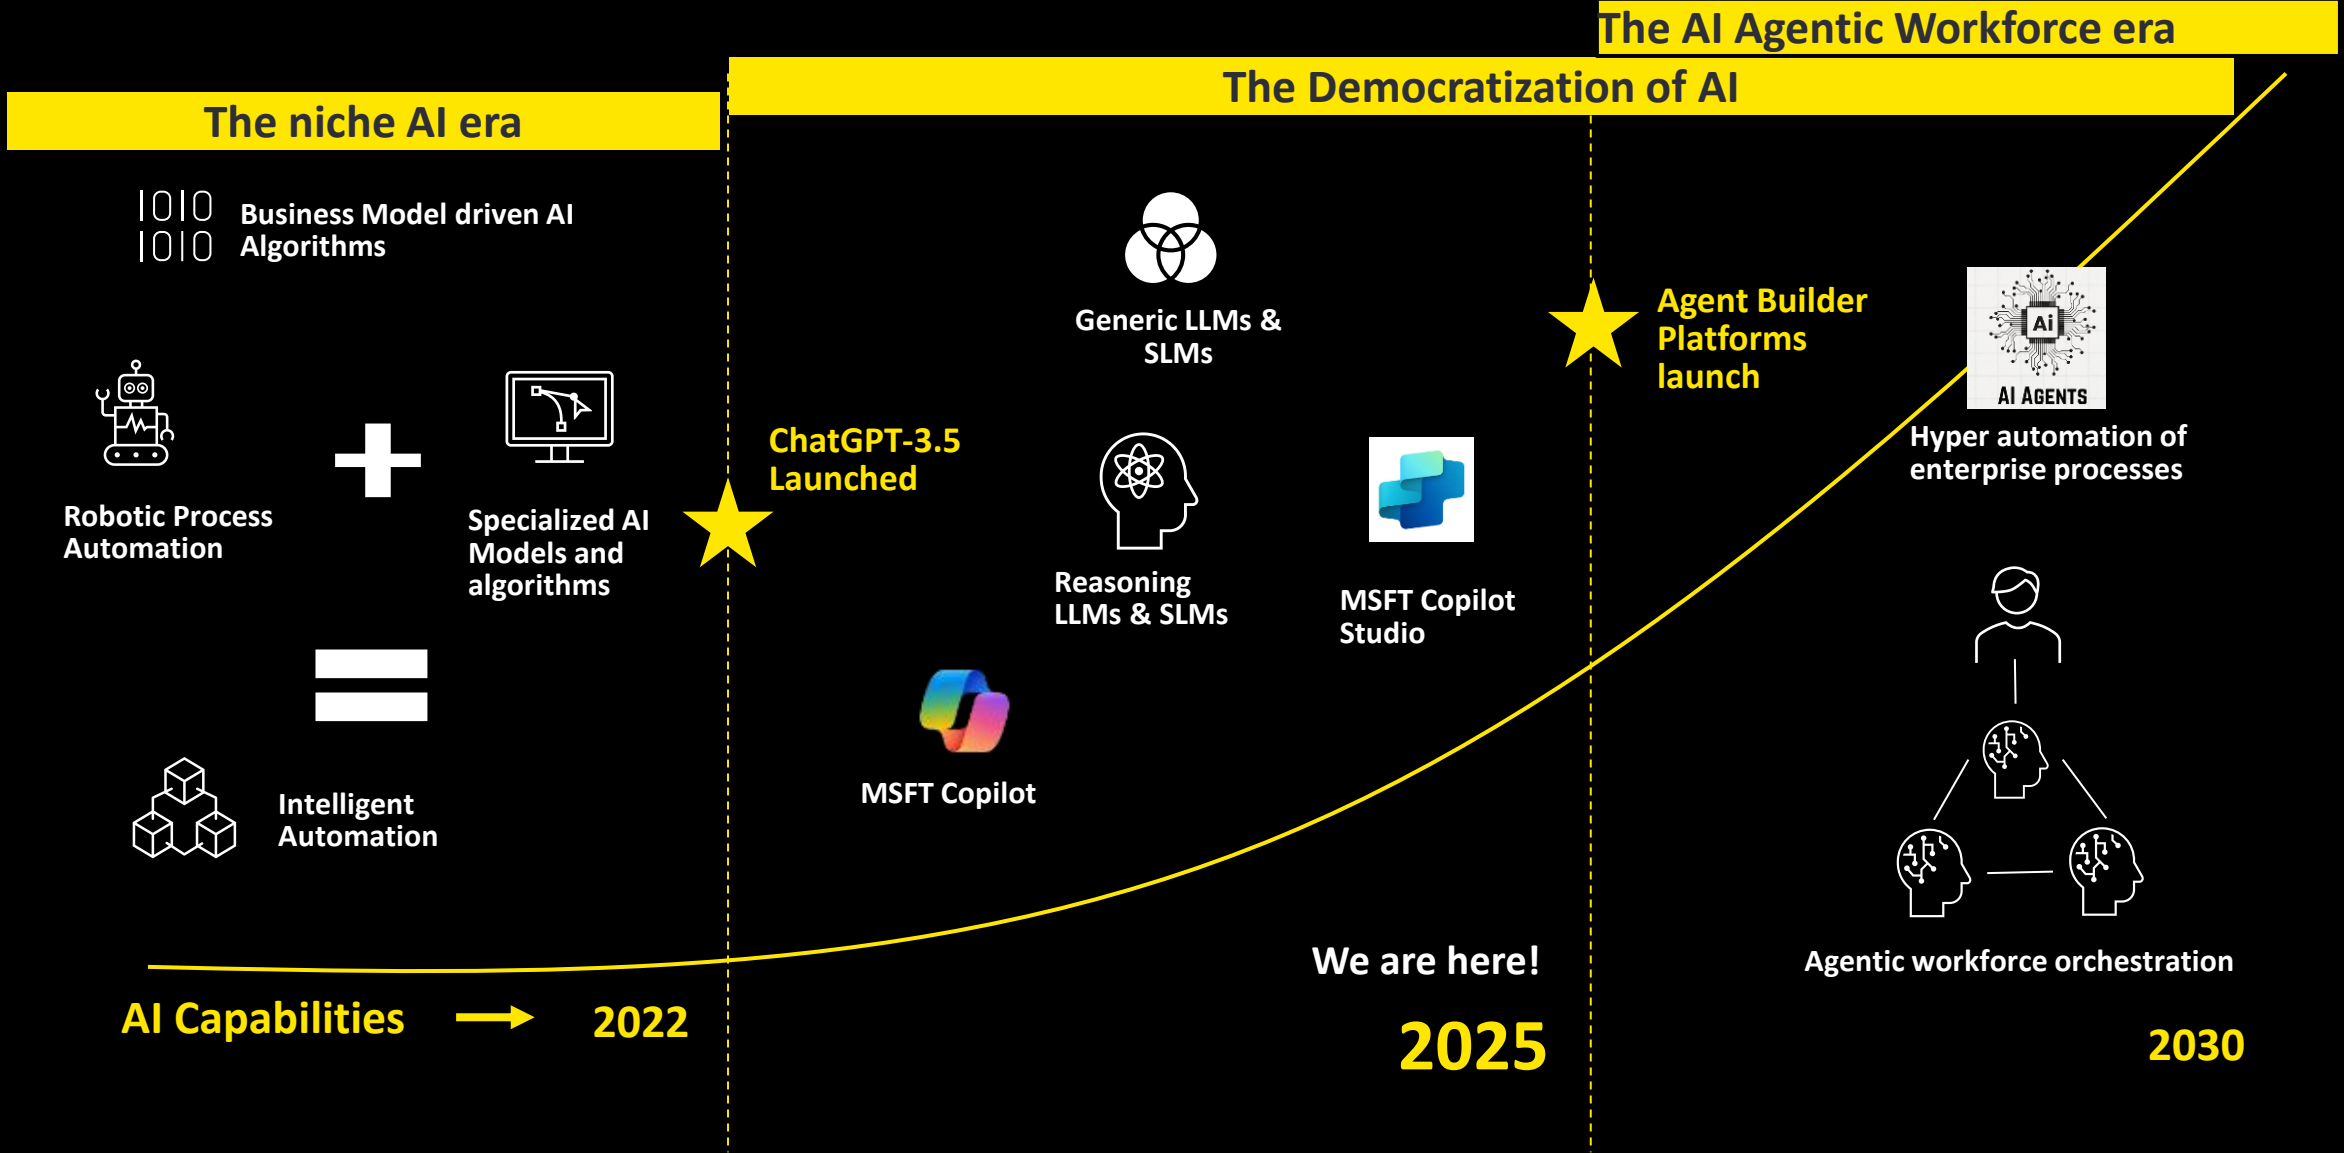 The AI Agentic Workforce era
The Democratization of AI
The niche AI era
1010
1010
Business Model driven AI
Algorithms
Robotic Process
Automation
Specialized AI
Models and
algorithms
Intelligent
Automation
ChatGPT-3.5
Launched
Generic LLMs &
SLMs
Reasoning
LLMs & SLMs
MSFT Copilot
Studio
MSFT Copilot
Agent Builder
Platforms
launch
Ai
AI AGENTS
Hyper automation of
enterprise processes
Agentic workforce orchestration
We are here!
AI Capabilities
2022
2025
2030